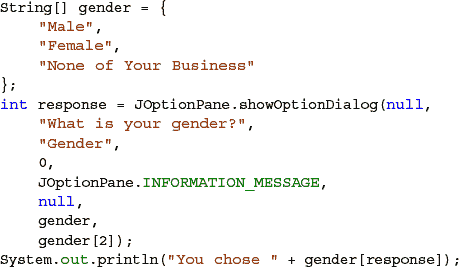 String[] gender = {
    "Male",
    "Female",
    "None of Your Business"
};
int response = JOptionPane.showOptionDialog(null,
    "What is your gender?",
    "Gender",
    0,
    JOptionPane.INFORMATION_MESSAGE,
    null,
    gender,
    gender[2]);
System.out.println("You chose " + gender[response]);